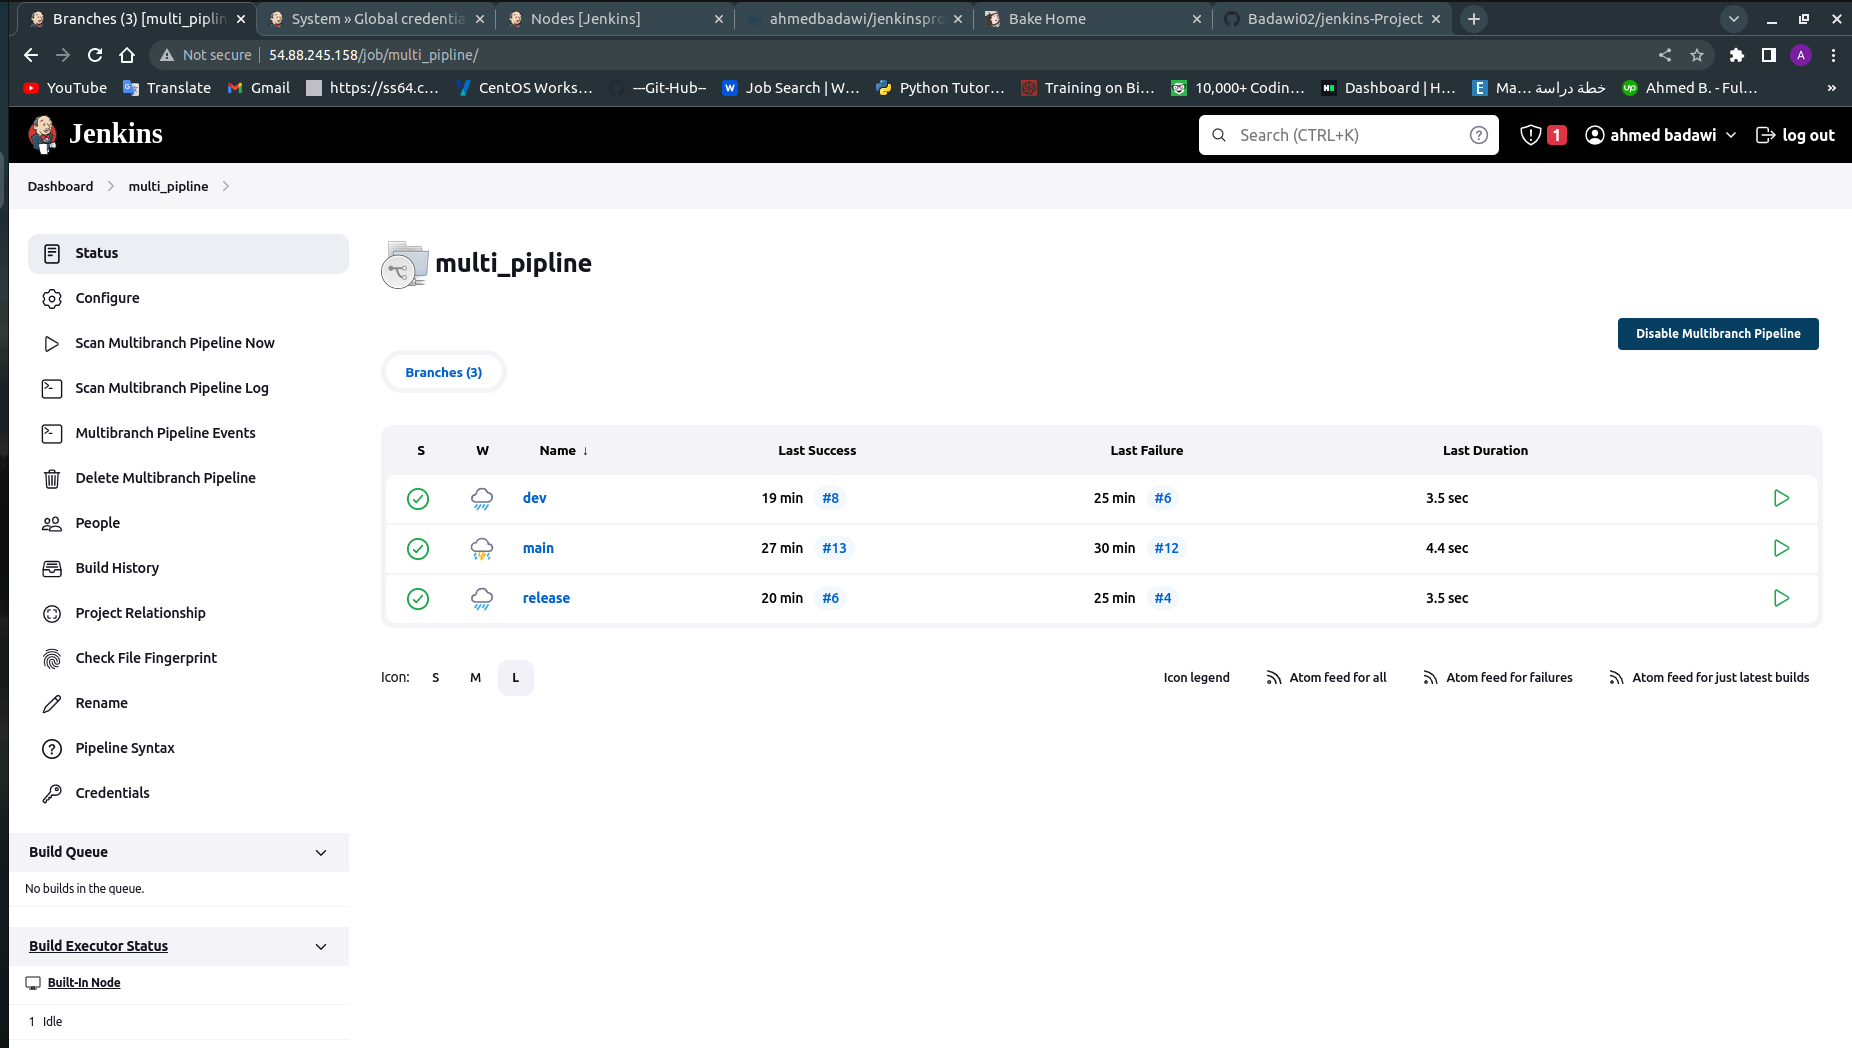 Branches (3) [multi_piplin
System » Global credentia
Nodes [Jenkins]
ahmedbadawi/jenkinspro
Bake Home
Badawi02/jenkins-Project
Not secure
54.88.245.158/job/multi_pipline/
A
YouTube
Translate
Gmail
https://ss64.c...
CentOS Works...
---Git-Hub--
Job Search | W...
Python Tutor...
Training on Bi...
10,000+ Codin...
Dashboard | H...
Ma... خطة دراسة
Ahmed B. - Ful...
»
Jenkins
Search (CTRL+K)
1
ahmed badawi
log out
Dashboard
multi_pipline
Status
Configure
Scan Multibranch Pipeline Now
Scan Multibranch Pipeline Log
Multibranch Pipeline Events
Delete Multibranch Pipeline
People
Build History
Project Relationship
Check File Fingerprint
Rename
Pipeline Syntax
Credentials
Build Queue
No builds in the queue.
Build Executor Status
Built-In Node
1 Idle
multi_pipline
Disable Multibranch Pipeline
Branches (3)
S W Name ↓ Last Success Last Failure Last Duration
dev 19 min #8 25 min #6 3.5 sec
main 27 min #13 30 min #12 4.4 sec
release 20 min #6 25 min #4 3.5 sec
Icon: S M L
Icon legend
Atom feed for all
Atom feed for failures
Atom feed for just latest builds